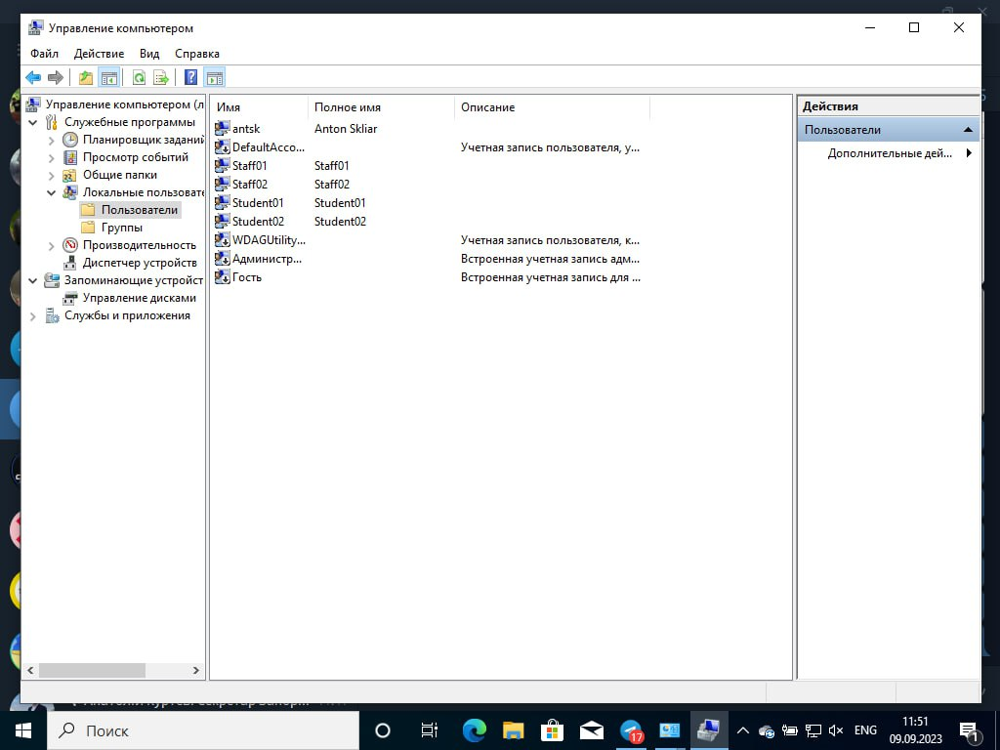 Управление компьютером
Файл Действие Вид Справка
Управление компьютером (л
Служебные программы
Планировщик заданий
Просмотр событий
Общие папки
Локальные пользовате
Пользователи
Группы
Производительность
Диспетчер устройств
Запоминающие устройст
Управление дисками
Службы и приложения
Имя Полное имя Описание
antsk Anton Skliar
DefaultAcco... Учетная запись пользователя, у...
Staff01 Staff01
Staff02 Staff02
Student01 Student01
Student02 Student02
WDAGUtility... Учетная запись пользователя, к...
Администр... Встроенная учетная запись адм...
Гость Встроенная учетная запись для ...
Действия
Пользователи
Дополнительные дей...
Поиск
17
ENG
11:51
09.09.2023
1